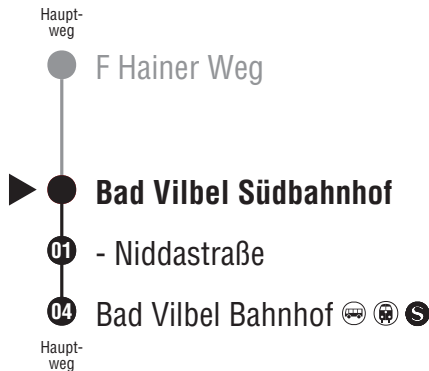 Haupt-
weg
F Hainer Weg
Bad Vilbel Südbahnhof
01 - Niddastraße
04 Bad Vilbel Bahnhof S
Haupt-
weg